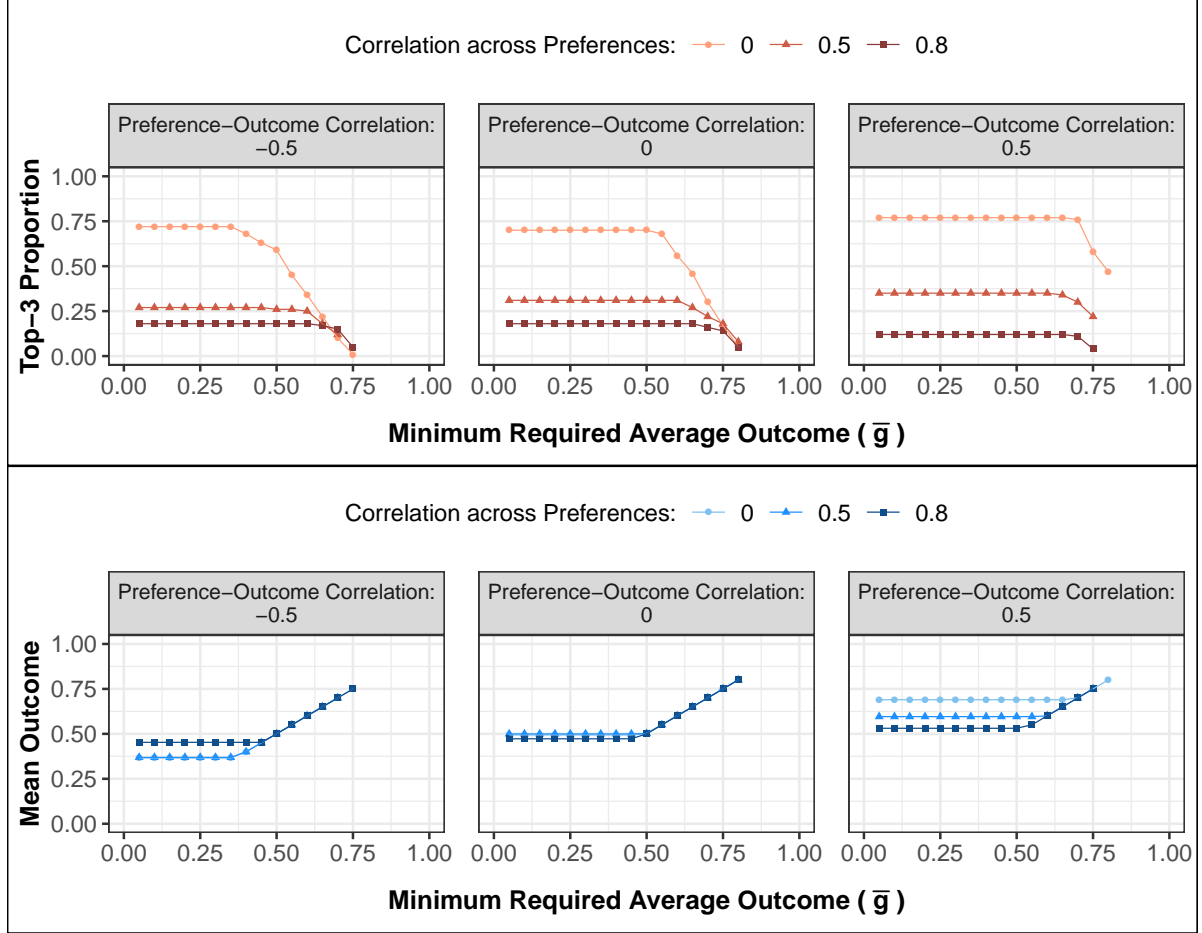 Correlation across Preferences: 0 0.5 0.8
Preference−Outcome Correlation:
−0.5
Preference−Outcome Correlation:
0
Preference−Outcome Correlation:
0.5
Top−3 Proportion
1.00
0.75
0.50
0.25
0.00
0.00 0.25 0.50 0.75 1.00
0.00 0.25 0.50 0.75 1.00
0.00 0.25 0.50 0.75 1.00
Minimum Required Average Outcome ( g̅ )
Correlation across Preferences: 0 0.5 0.8
Preference−Outcome Correlation:
−0.5
Preference−Outcome Correlation:
0
Preference−Outcome Correlation:
0.5
Mean Outcome
1.00
0.75
0.50
0.25
0.00
0.00 0.25 0.50 0.75 1.00
0.00 0.25 0.50 0.75 1.00
0.00 0.25 0.50 0.75 1.00
Minimum Required Average Outcome ( g̅ )